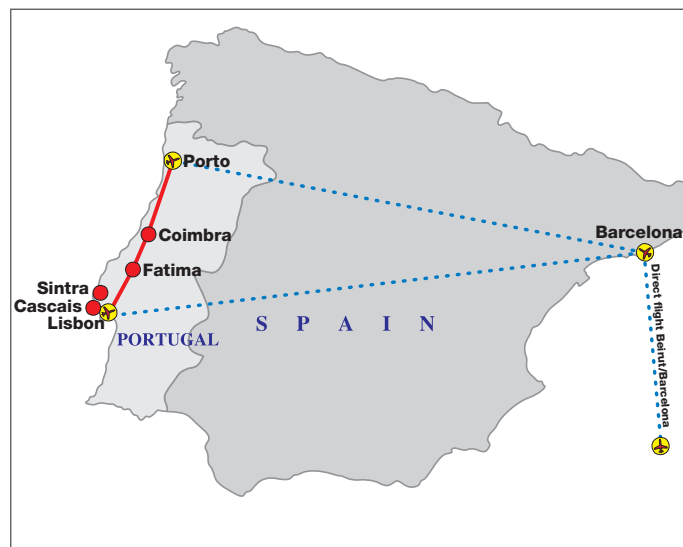 Porto
Barcelona
Coimbra
Fatima
Sintra
Cascais
Lisbon
PORTUGAL
S P A I N
Direct flight Beirut/Barcelona